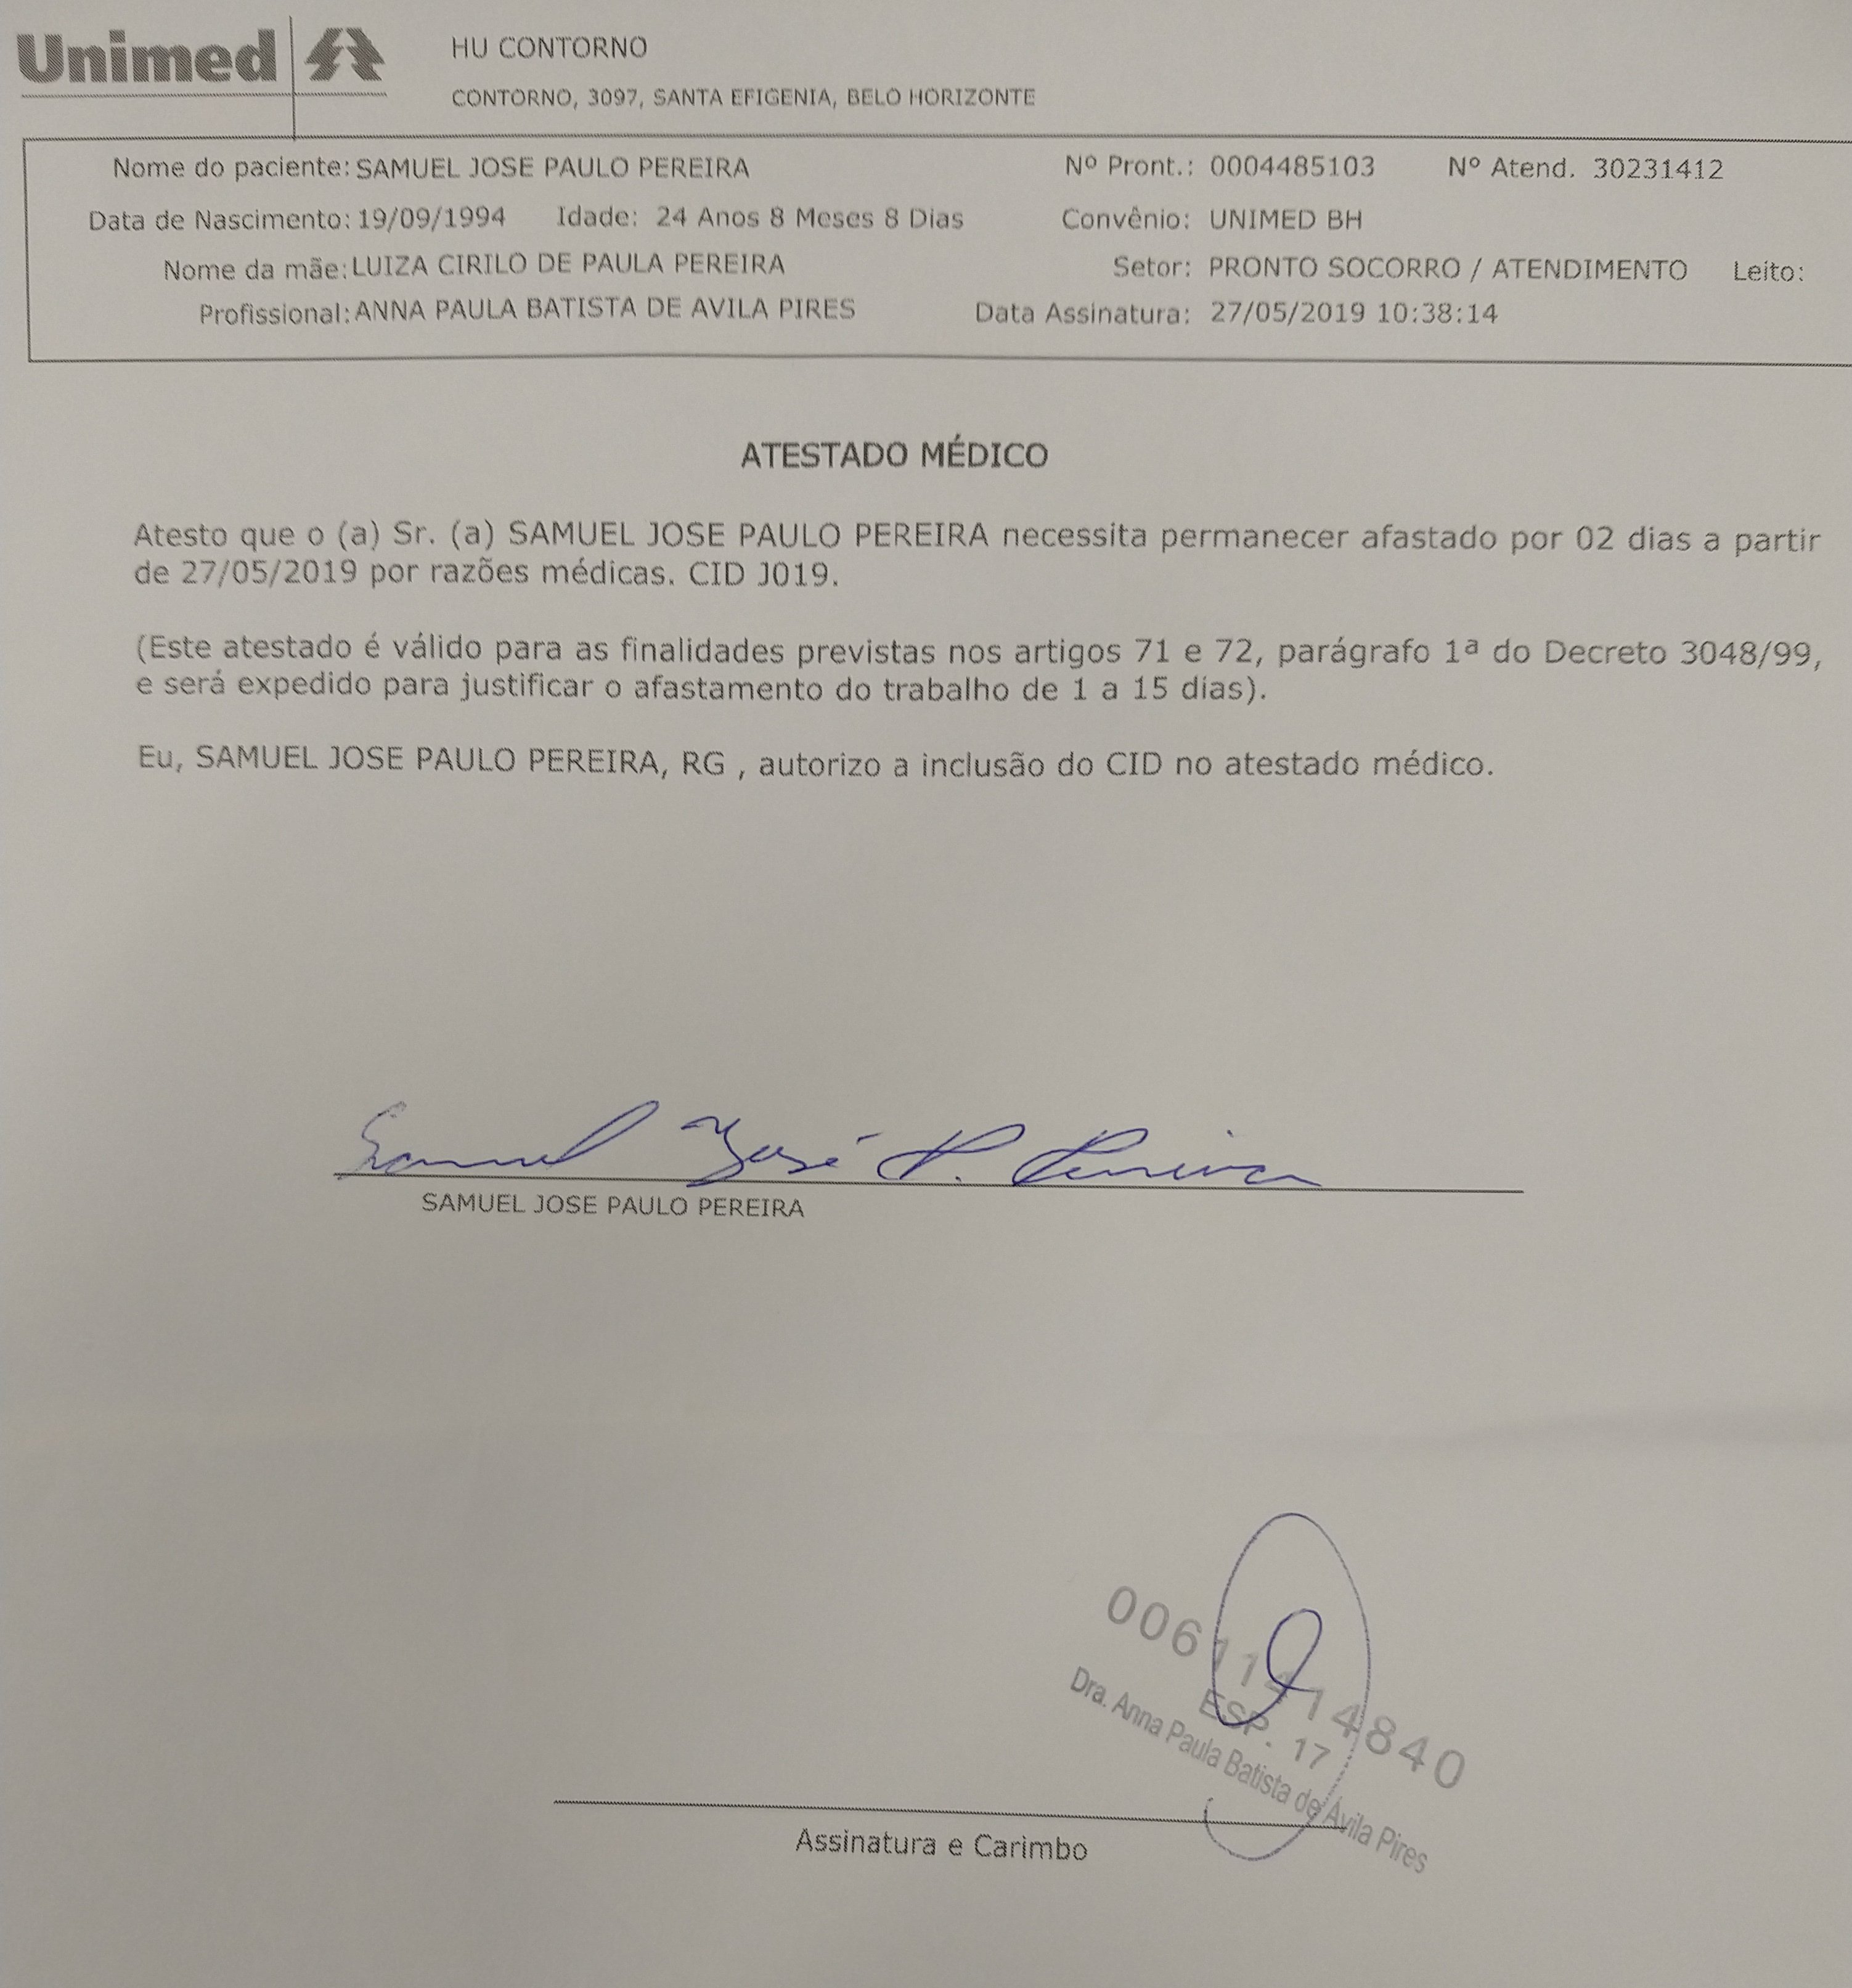 Unimed
HU CONTORNO
CONTORNO, 3097, SANTA EFIGENIA, BELO HORIZONTE
Nome do paciente: SAMUEL JOSE PAULO PEREIRA Nº Pront.: 0004485103 Nº Atend. 30231412
Data de Nascimento: 19/09/1994 Idade: 24 Anos 8 Meses 8 Dias Convênio: UNIMED BH
Nome da mãe: LUIZA CIRILO DE PAULA PEREIRA Setor: PRONTO SOCORRO / ATENDIMENTO Leito:
Profissional: ANNA PAULA BATISTA DE AVILA PIRES Data Assinatura: 27/05/2019 10:38:14
ATESTADO MÉDICO
Atesto que o (a) Sr. (a) SAMUEL JOSE PAULO PEREIRA necessita permanecer afastado por 02 dias a partir
de 27/05/2019 por razões médicas. CID J019.
(Este atestado é válido para as finalidades previstas nos artigos 71 e 72, parágrafo 1ª do Decreto 3048/99,
e será expedido para justificar o afastamento do trabalho de 1 a 15 dias).
Eu, SAMUEL JOSE PAULO PEREIRA, RG , autorizo a inclusão do CID no atestado médico.
Samuel José P. Pereira
SAMUEL JOSE PAULO PEREIRA
ESP. 17
Dra. Anna Paula Batista de Ávila Pires
Assinatura e Carimbo